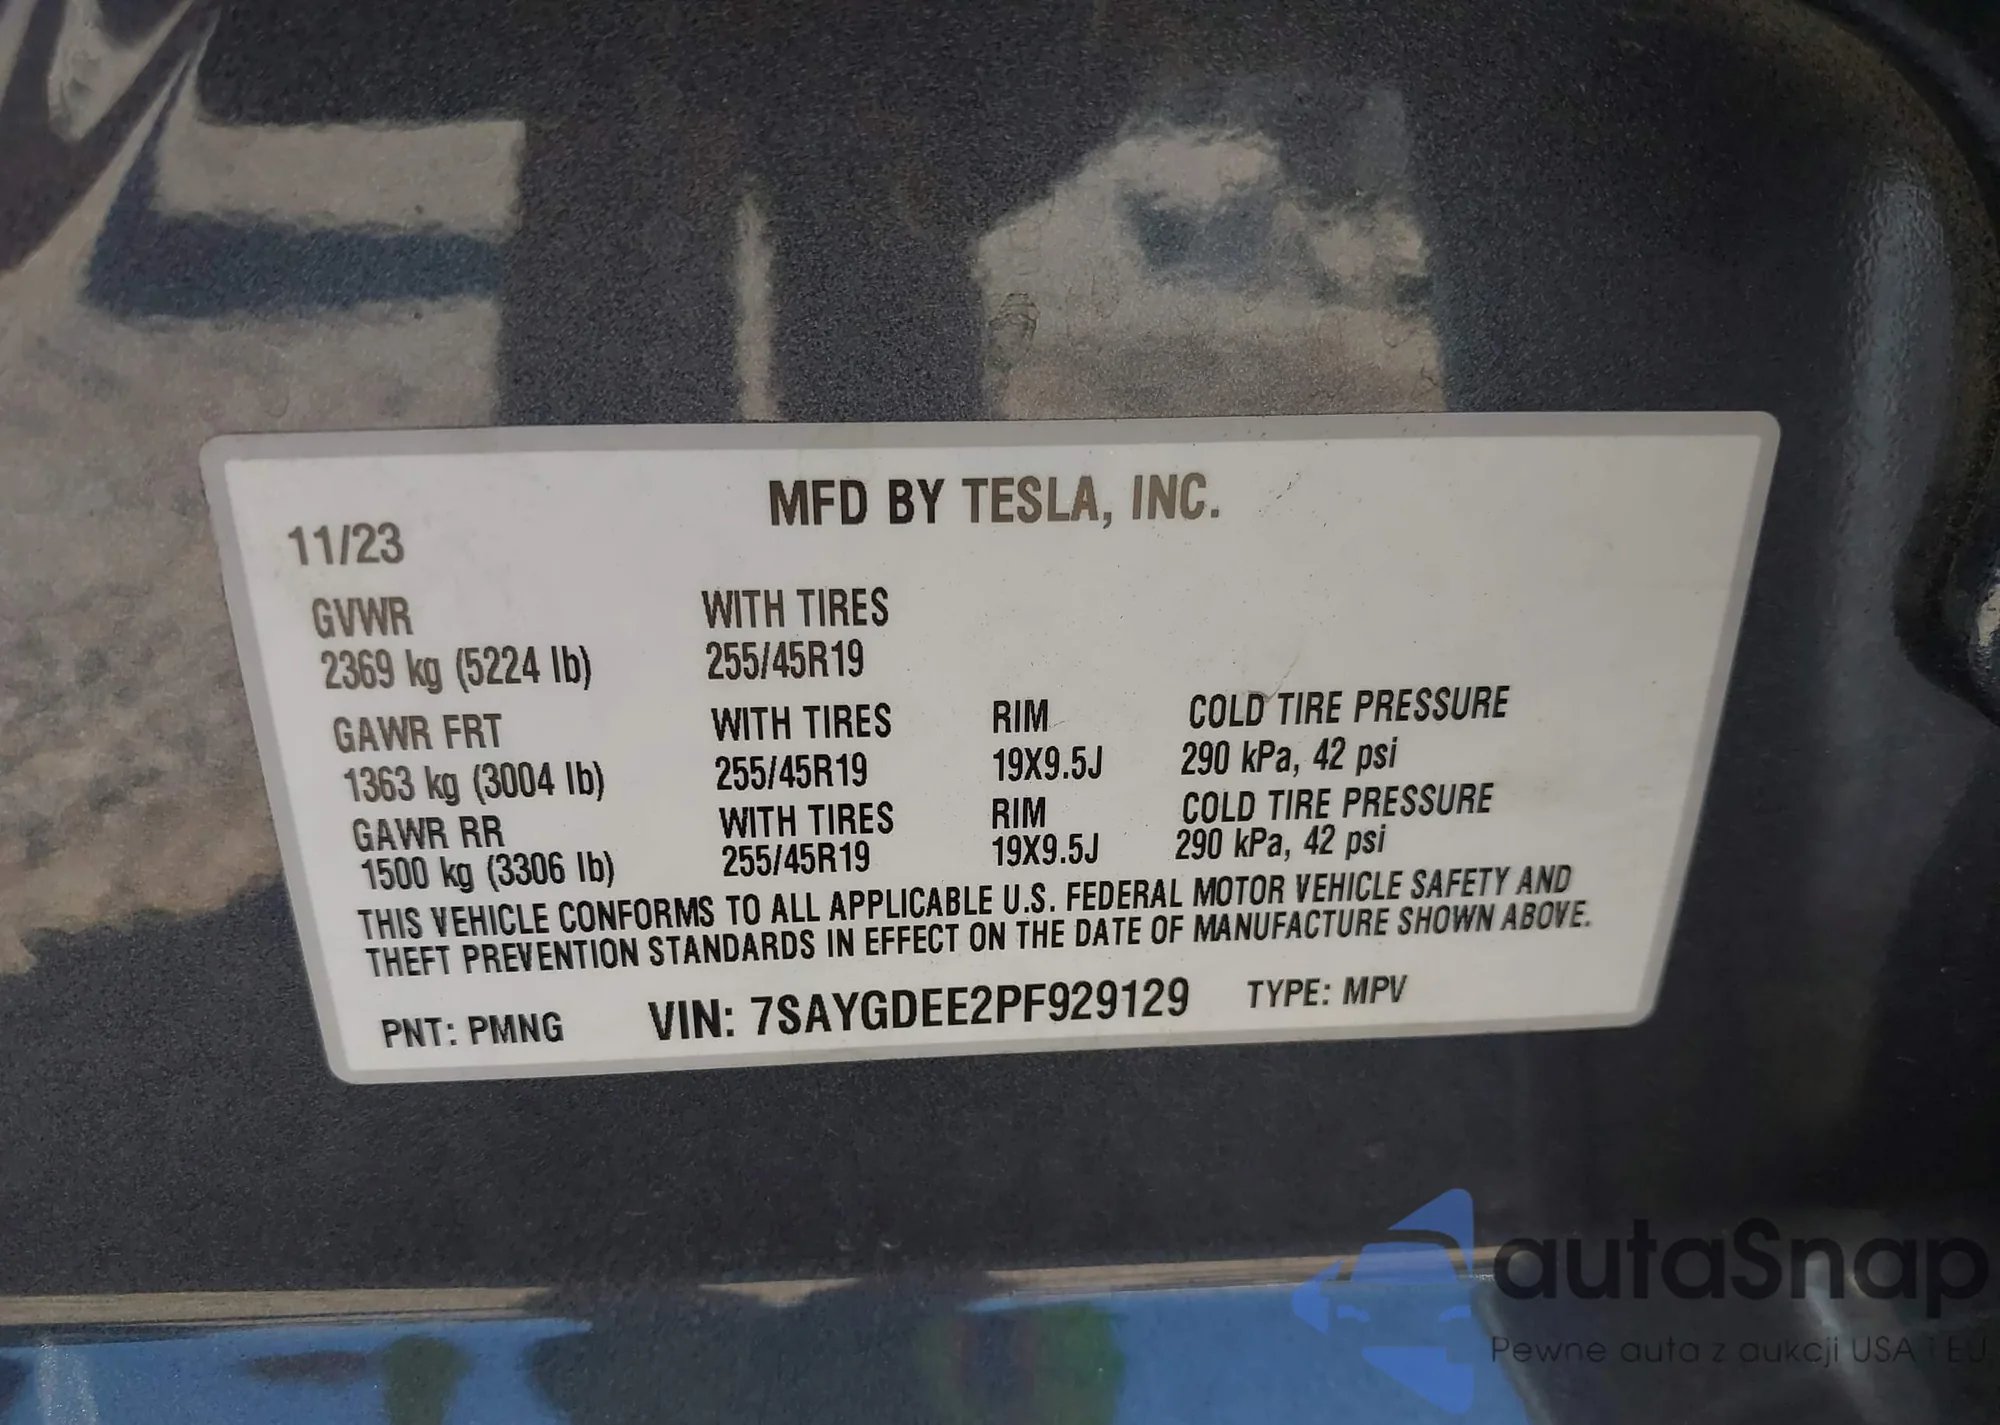 MFD BY TESLA, INC.
11/23
GVWR WITH TIRES
2369 kg (5224 lb) 255/45R19
GAWR FRT WITH TIRES RIM COLD TIRE PRESSURE
1363 kg (3004 lb) 255/45R19 19X9.5J 290 kPa, 42 psi
GAWR RR WITH TIRES RIM COLD TIRE PRESSURE
1500 kg (3306 lb) 255/45R19 19X9.5J 290 kPa, 42 psi
THIS VEHICLE CONFORMS TO ALL APPLICABLE U.S. FEDERAL MOTOR VEHICLE SAFETY AND
THEFT PREVENTION STANDARDS IN EFFECT ON THE DATE OF MANUFACTURE SHOWN ABOVE.
PNT: PMNG VIN: 7SAYGDEE2PF929129 TYPE: MPV
autaSnap
Pewne auta z aukcji USA i EU